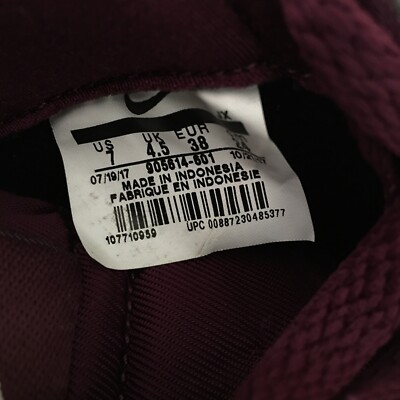 US UK EUR
7 4.5 38 24
07/19/17 905614-601
MADE IN INDONESIA
FABRIQUE EN INDONESIE
107710959 UPC 00887230485377